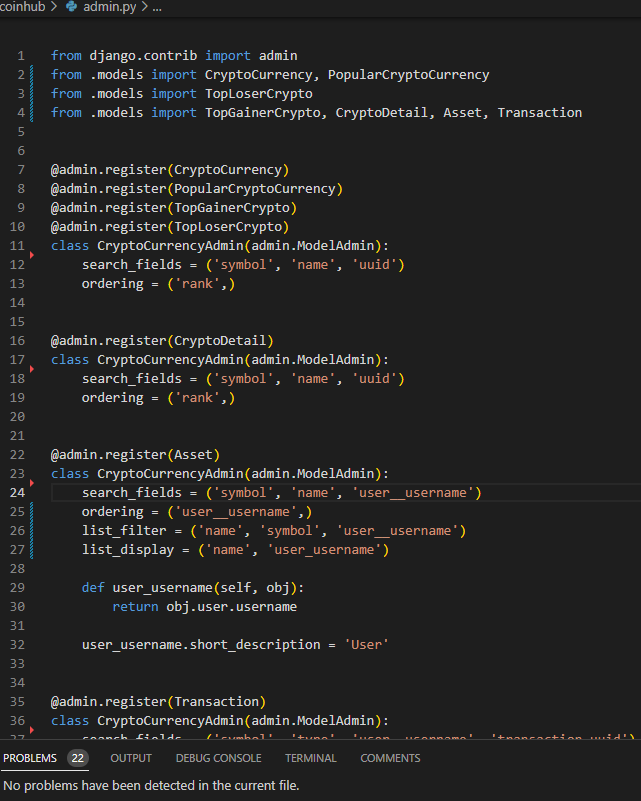 coinhub > admin.py > ...
1 from django.contrib import admin
2 from .models import CryptoCurrency, PopularCryptoCurrency
3 from .models import TopLoserCrypto
4 from .models import TopGainerCrypto, CryptoDetail, Asset, Transaction
5
6
7 @admin.register(CryptoCurrency)
8 @admin.register(PopularCryptoCurrency)
9 @admin.register(TopGainerCrypto)
10 @admin.register(TopLoserCrypto)
11 class CryptoCurrencyAdmin(admin.ModelAdmin):
12     search_fields = ('symbol', 'name', 'uuid')
13     ordering = ('rank',)
14
15
16 @admin.register(CryptoDetail)
17 class CryptoCurrencyAdmin(admin.ModelAdmin):
18     search_fields = ('symbol', 'name', 'uuid')
19     ordering = ('rank',)
20
21
22 @admin.register(Asset)
23 class CryptoCurrencyAdmin(admin.ModelAdmin):
24     search_fields = ('symbol', 'name', 'user__username')
25     ordering = ('user__username',)
26     list_filter = ('name', 'symbol', 'user__username')
27     list_display = ('name', 'user_username')
28
29     def user_username(self, obj):
30         return obj.user.username
31
32     user_username.short_description = 'User'
33
34
35 @admin.register(Transaction)
36 class CryptoCurrencyAdmin(admin.ModelAdmin):
37     search_fields = ('symbol', 'type', 'user__username', 'transaction_uuid')
PROBLEMS 22 OUTPUT DEBUG CONSOLE TERMINAL COMMENTS
No problems have been detected in the current file.